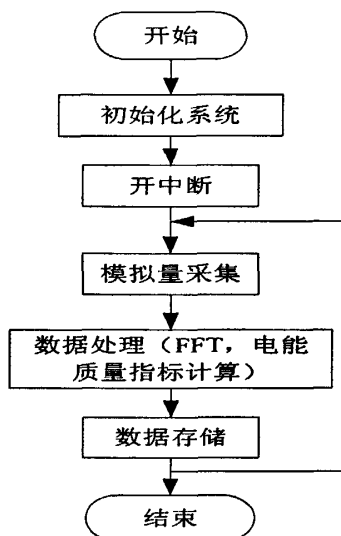 开始
初始化系统
开中断
模拟量采集
数据处理（FFT，电能
质量指标计算）
数据存储
结束